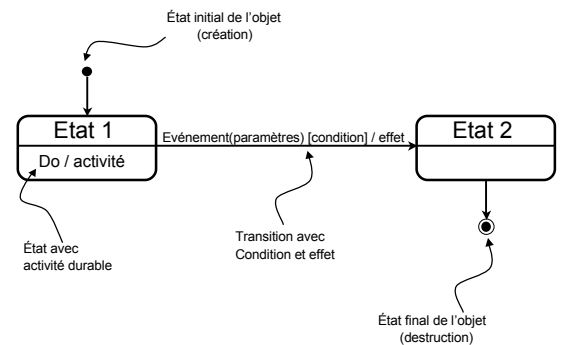 État initial de l'objet
(création)
Etat 1
Evénement(paramètres) [condition] / effet
Etat 2
Do / activité
État avec
activité durable
Transition avec
Condition et effet
État final de l'objet
(destruction)